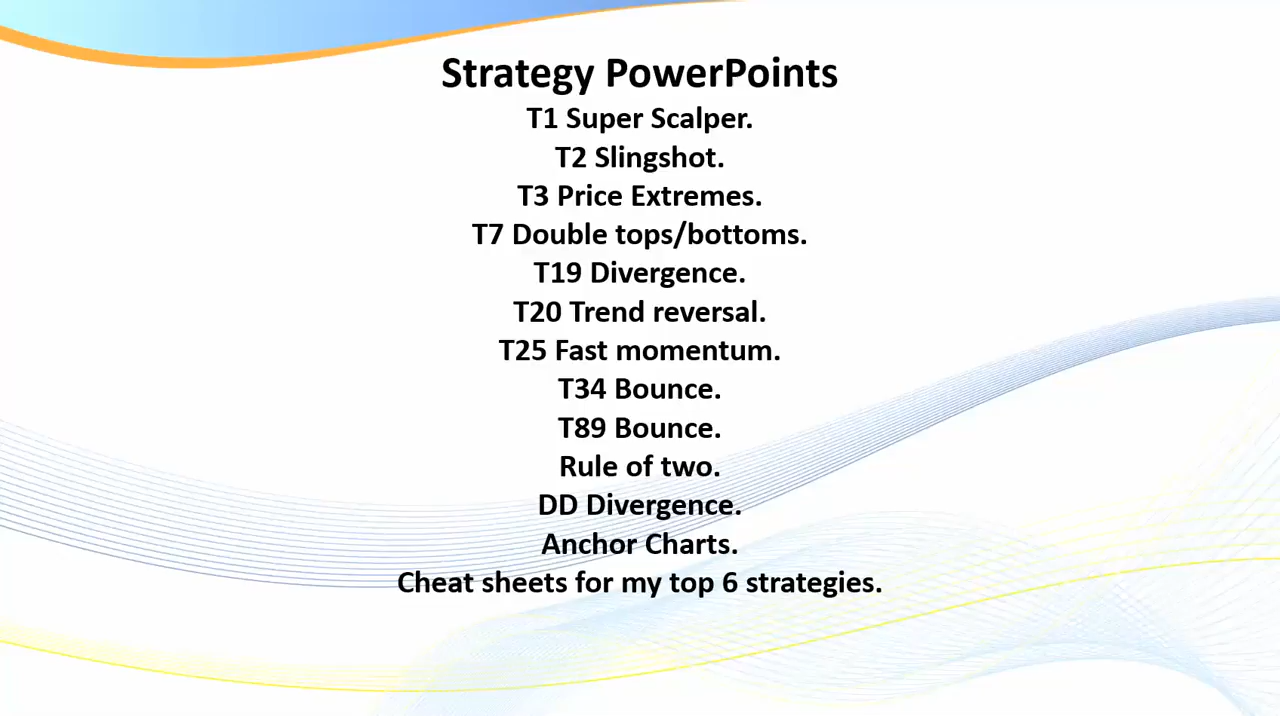 Strategy PowerPoints
T1 Super Scalper.
T2 Slingshot.
T3 Price Extremes.
T7 Double tops/bottoms.
T19 Divergence.
T20 Trend reversal.
T25 Fast momentum.
T34 Bounce.
T89 Bounce.
Rule of two.
DD Divergence.
Anchor Charts.
Cheat sheets for my top 6 strategies.